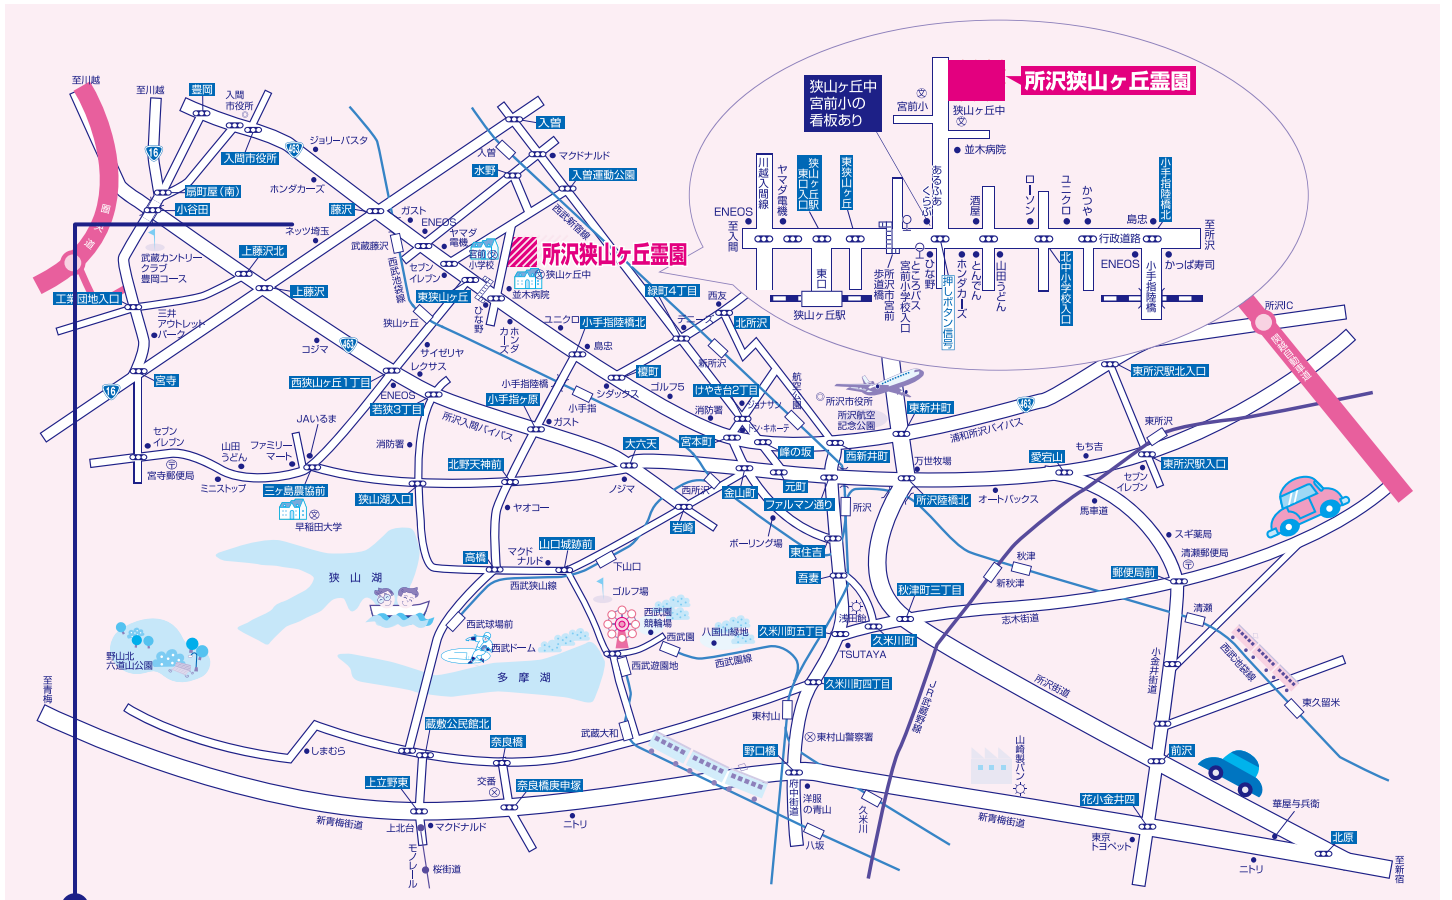 所沢狭山ヶ丘霊園
狭山ヶ丘中
宮前小の
看板あり
宮前小
狭山ヶ丘中
並木病院
ENEOS
至入間
川越入間線
ヤマダ電機
狭山ヶ丘駅
東口入口
東狭山ヶ丘
あるふぁ
くらぶ
酒屋
ローソン
ユニクロ
かつや
島忠
小手指陸橋北
至所沢
行政道路
ENEOS
かっぱ寿司
小手指陸橋
東口
狭山ヶ丘駅
所沢市宮前
歩道橋
ところバス
宮前小学校入口
ひな野
押しボタン信号
ホンダカーズ
とんでん
山田うどん
北中小学校入口
至川越
至川越
豊岡
入間
市役所
16
463
ジョリーパスタ
入間市役所
ホンダカーズ
扇町屋(南)
小谷田
藤沢
ネッツ埼玉
武蔵カントリー
クラブ
豊岡コース
上藤沢北
上藤沢
工業団地入口
三井
アウトレット
パーク
コジマ
463
宮寺
16
入曽
入曽
水野
マクドナルド
入曽運動公園
西武新宿線
ガスト
ENEOS
ヤマダ
電機
武蔵藤沢
西武池袋線
宮前
小学校
セブン
イレブン
所沢狭山ヶ丘霊園
狭山ヶ丘中
並木病院
東狭山ヶ丘
狭山ヶ丘
ひな野
ホンダ
カーズ
ユニクロ
小手指陸橋北
島忠
緑町4丁目
西友
デニーズ
北所沢
新所沢
航空公園
サイゼリヤ
レクサス
西狭山ヶ丘1丁目
ENEOS
若狭3丁目
小手指陸橋
小手指ヶ原
小手指
榎町
シダックス
ゴルフ5
けやき台2丁目
消防署
ジョナサン
ドン・キホーテ
ガスト
所沢入間バイパス
JAいるま
消防署
セブン
イレブン
宮寺郵便局
山田
うどん
ファミリー
マート
ミニストップ
三ヶ島農協前
早稲田大学
狭山湖入口
北野天神前
大六天
宮本町
峰の坂
西新井町
ノジマ
西所沢
金山町
元町
ファルマン通り
所沢
ヤオコー
岩崎
ボーリング場
東住吉
所沢市役所
所沢航空
記念公園
東新井町
463
浦和所沢バイパス
万世牧場
所沢陸橋北
オートバックス
愛宕山
もち吉
東所沢
東所沢駅北入口
東所沢駅入口
セブン
イレブン
馬車道
所沢IC
スギ薬局
清瀬郵便局
郵便局前
清瀬
秋津
新秋津
秋津町三丁目
志木街道
高橋
マクド
ナルド
山口城跡前
下山口
西武狭山線
ゴルフ場
狭山湖
西武球場前
西武ドーム
多摩湖
西武園
競輪場
西武園
西武遊園地
八国山緑地
西武園線
吾妻
浅田飴
久米川町五丁目
久米川町
TSUTAYA
久米川町四丁目
JR武蔵野線
所沢街道
小金井街道
西武池袋線
東久留米
野山北
六道山公園
至青梅
しまむら
蔵敷公民館北
奈良橋
武蔵大和
東村山
東村山警察署
野口橋
上立野東
交番
奈良橋庚申塚
新青梅街道
上北台
マクドナルド
モノレール
桜街道
ニトリ
府中街道
洋服
の青山
久米川
八坂
新青梅街道
山崎製パン
前沢
花小金井四
東京
トヨペット
華屋与兵衛
ニトリ
北原
至新宿